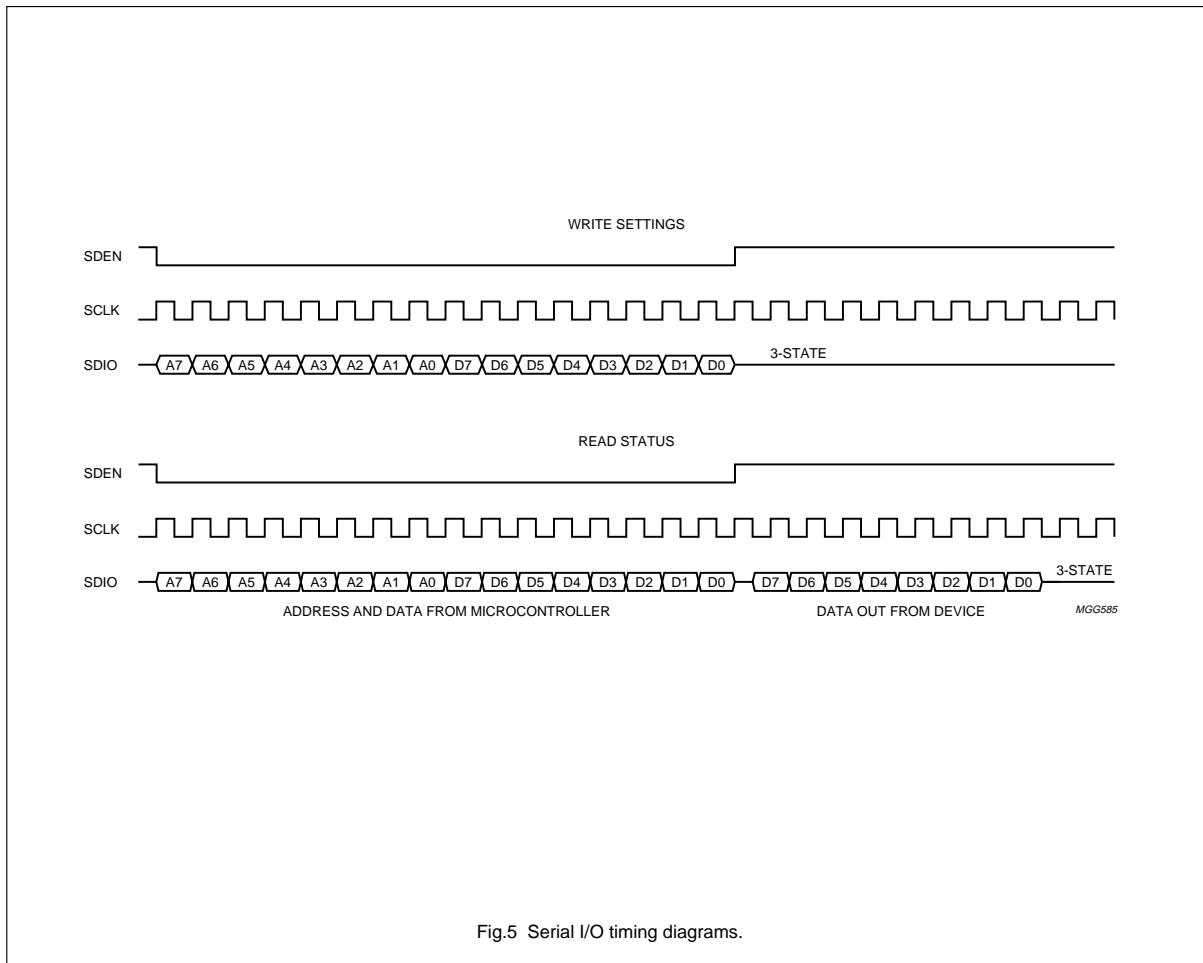 WRITE SETTINGS
SDEN
SCLK
SDIO A7 A6 A5 A4 A3 A2 A1 A0 D7 D6 D5 D4 D3 D2 D1 D0 3-STATE
READ STATUS
SDEN
SCLK
SDIO A7 A6 A5 A4 A3 A2 A1 A0 D7 D6 D5 D4 D3 D2 D1 D0 D7 D6 D5 D4 D3 D2 D1 D0 3-STATE
ADDRESS AND DATA FROM MICROCONTROLLER DATA OUT FROM DEVICE MGG585
Fig.5 Serial I/O timing diagrams.